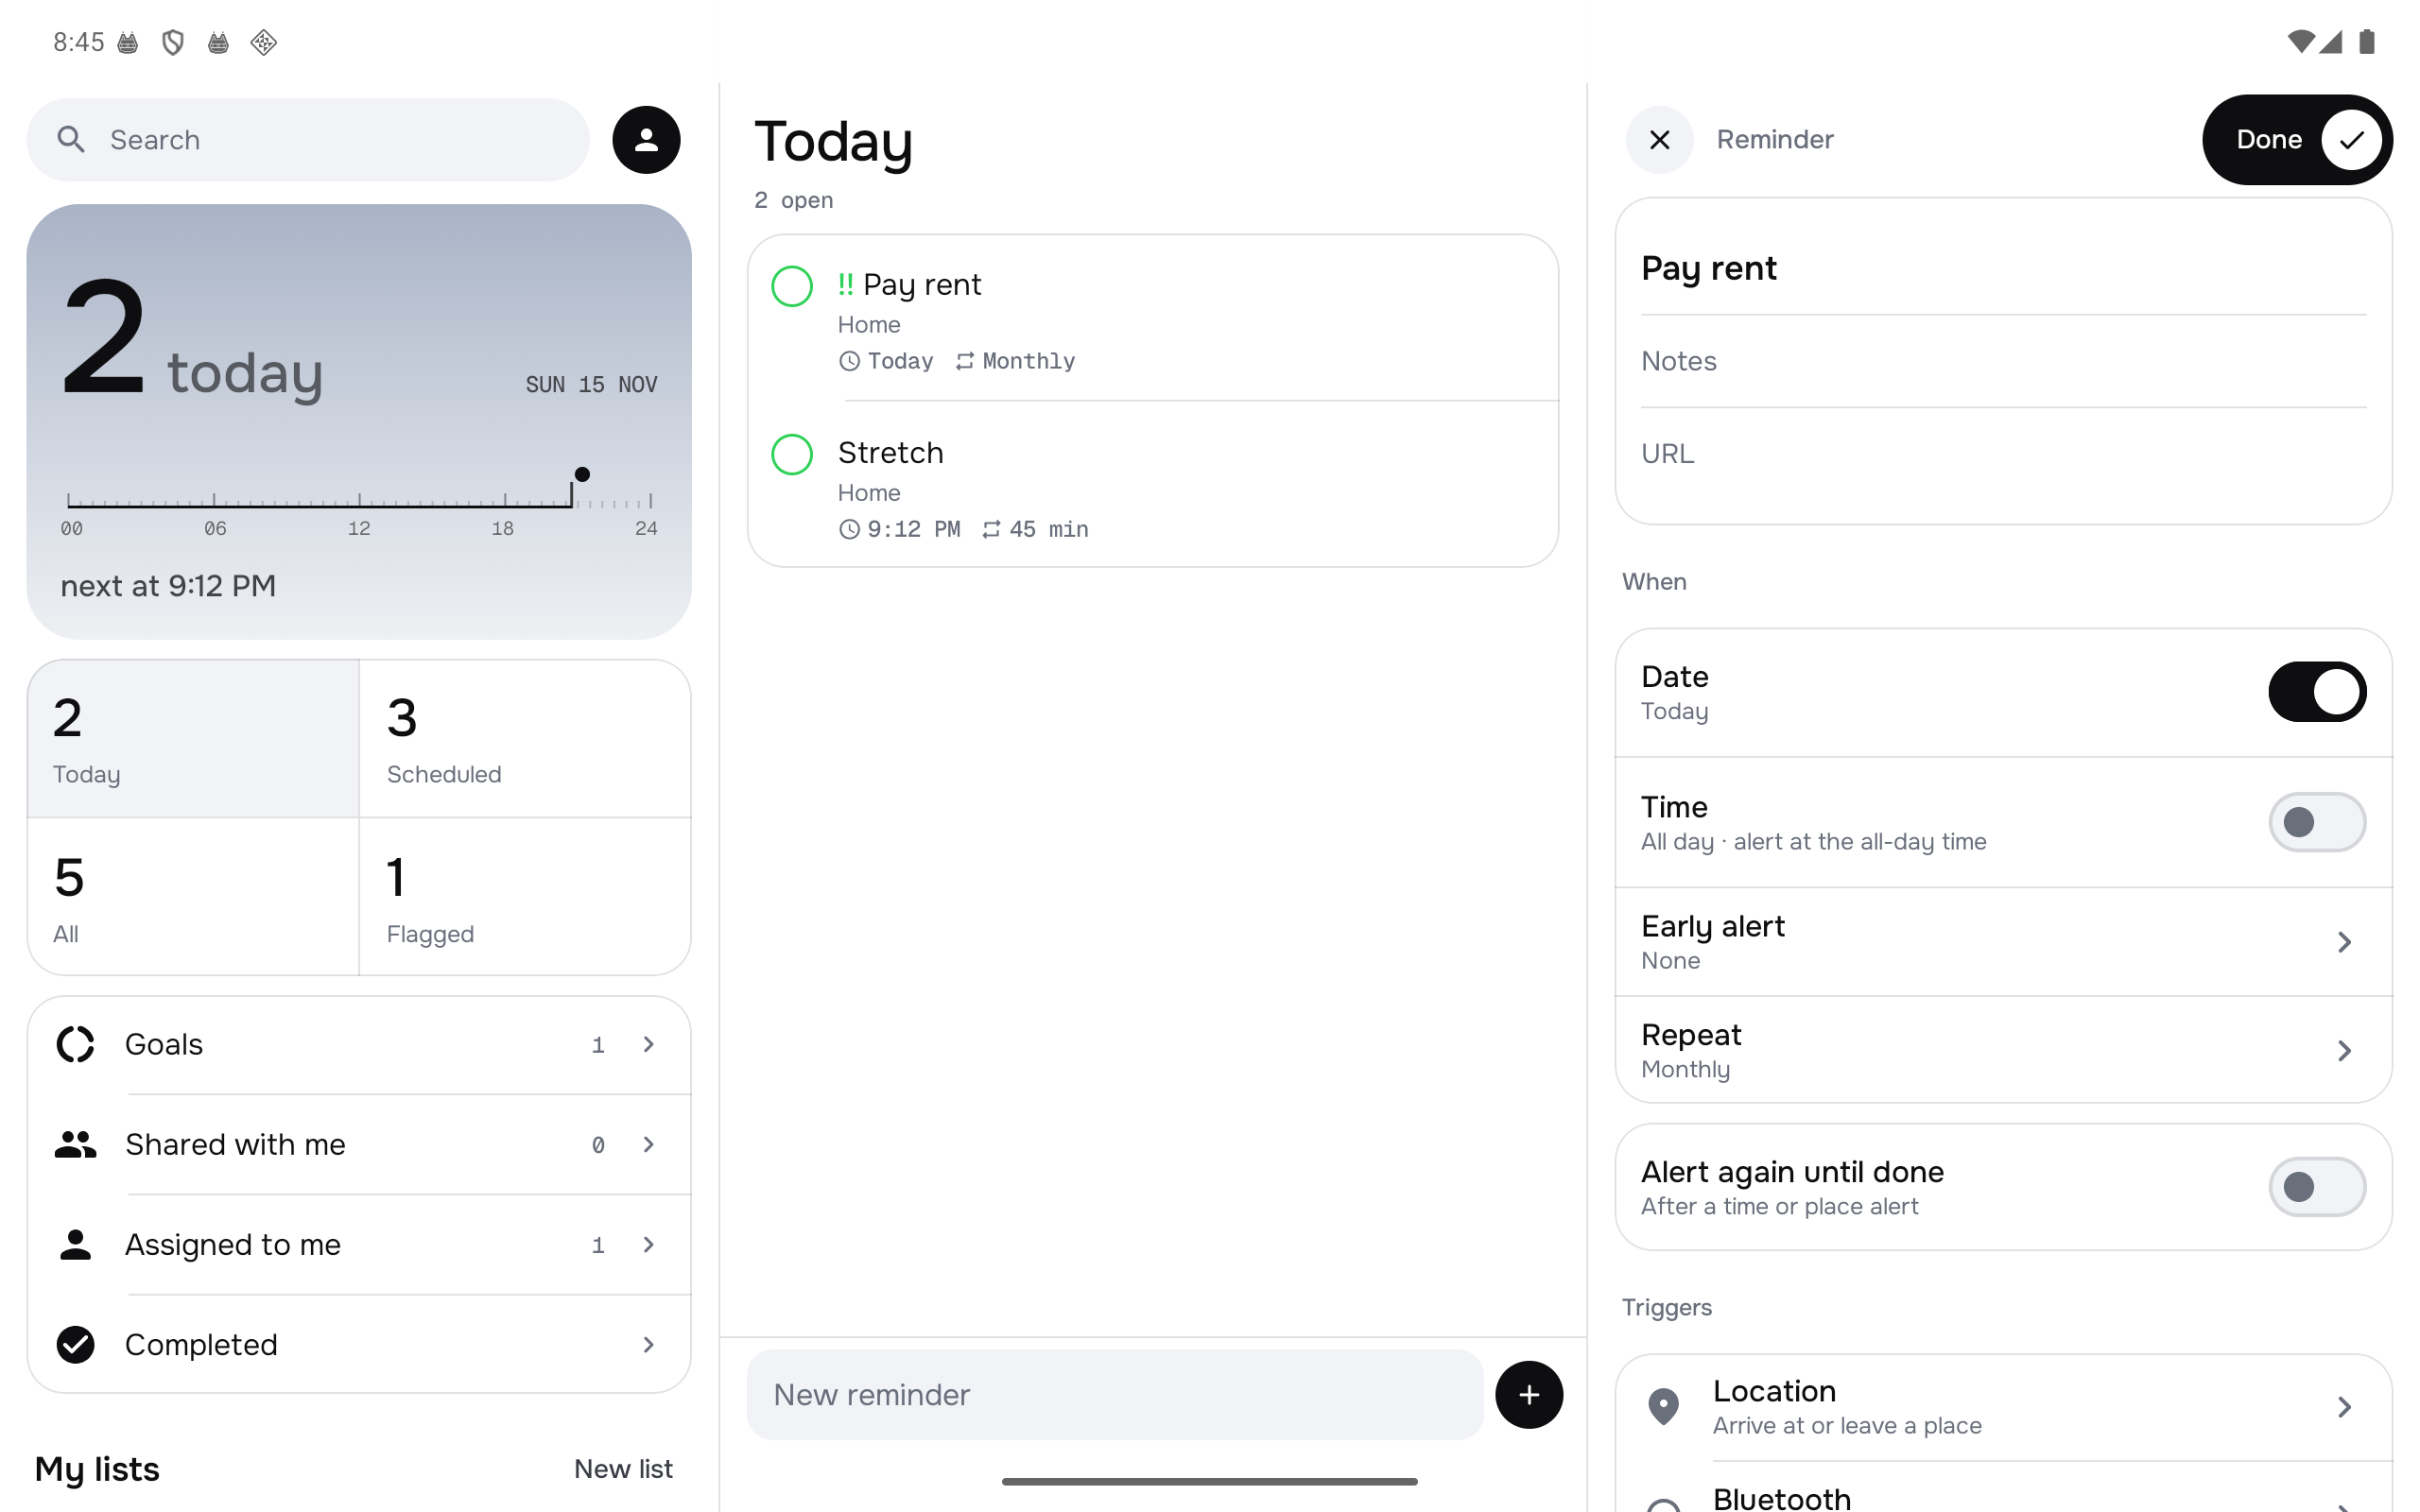 8:45
Search
2 today
SUN 15 NOV
00 06 12 18 24
next at 9:12 PM
2
Today
3
Scheduled
5
All
1
Flagged
Goals 1
Shared with me 0
Assigned to me 1
Completed
My lists
New list
Today
2 open
!! Pay rent
Home
Today Monthly
Stretch
Home
9:12 PM 45 min
New reminder
Reminder
Done
Pay rent
Notes
URL
When
Date
Today
Time
All day · alert at the all-day time
Early alert
None
Repeat
Monthly
Alert again until done
After a time or place alert
Triggers
Location
Arrive at or leave a place
Bluetooth